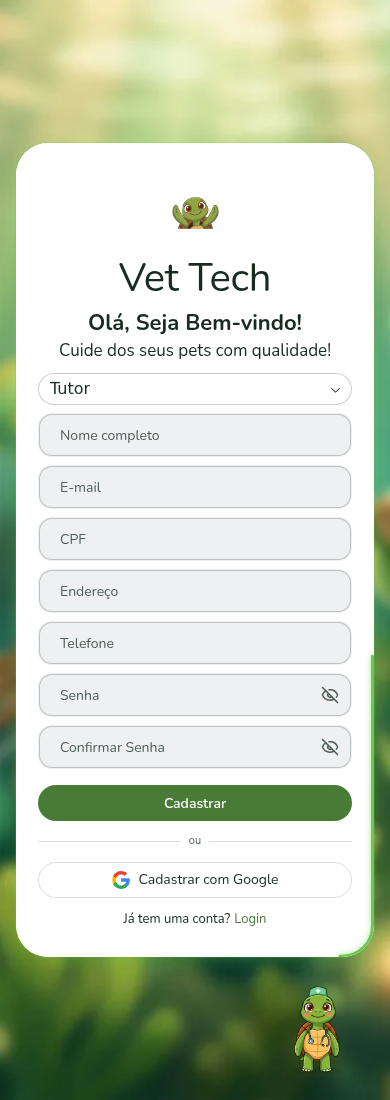 Vet Tech
Olá, Seja Bem-vindo!
Cuide dos seus pets com qualidade!
Tutor
Nome completo
E-mail
CPF
Endereço
Telefone
Senha
Confirmar Senha
Cadastrar
ou
Cadastrar com Google
Já tem uma conta? Login